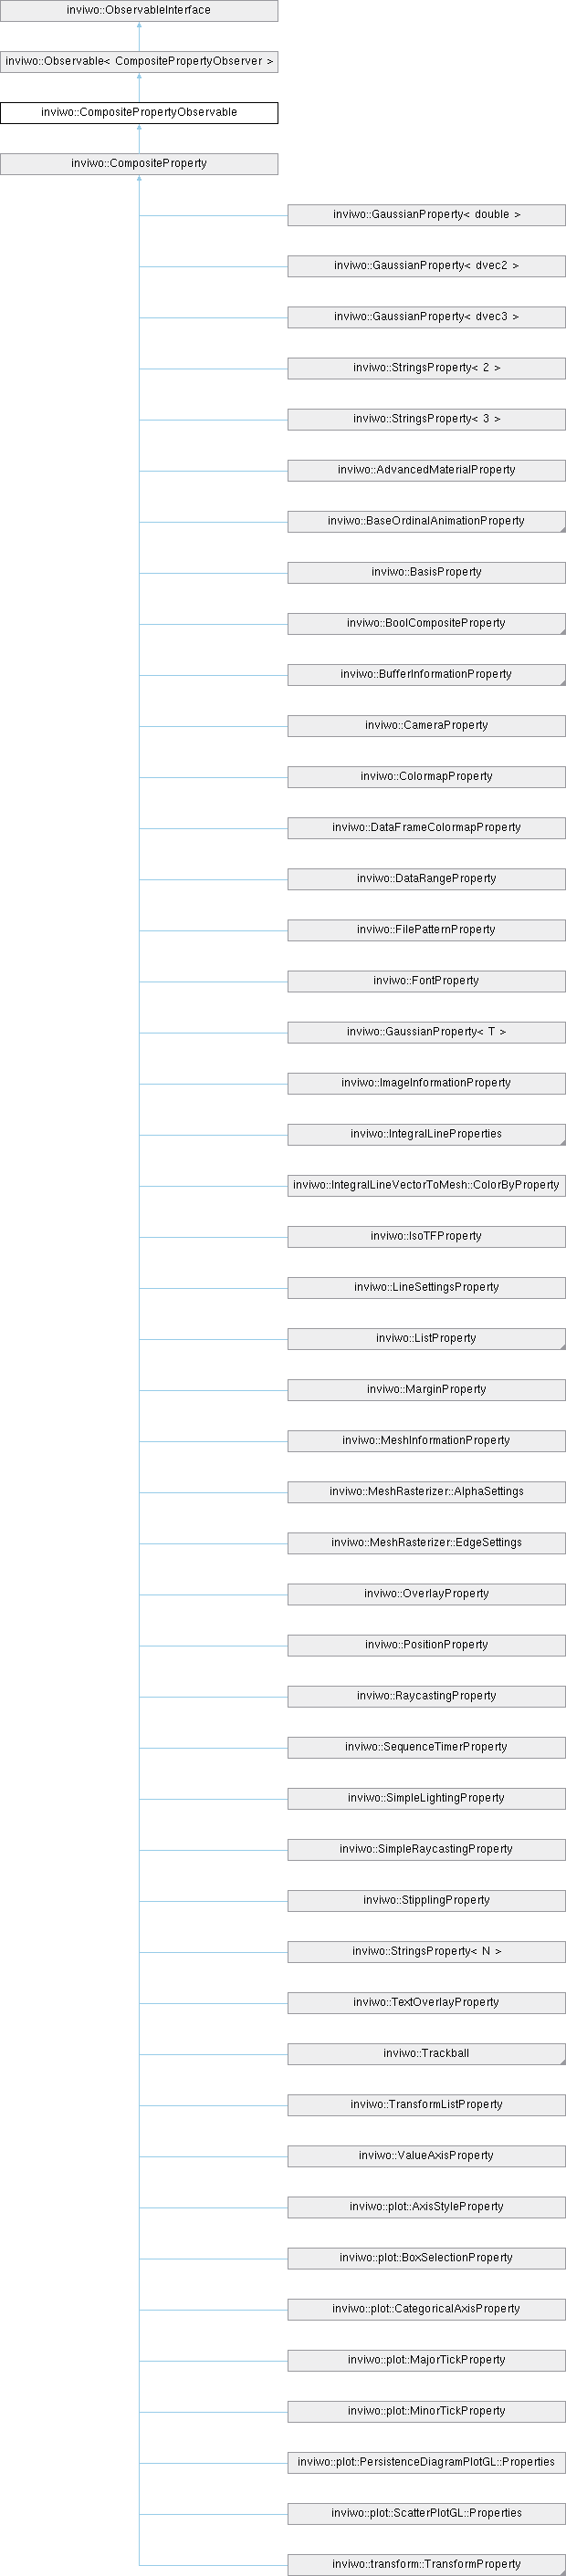 inviwo::ObservableInterface
inviwo::Observable< CompositePropertyObserver >
inviwo::CompositePropertyObservable
inviwo::CompositeProperty
inviwo::GaussianProperty< double >
inviwo::GaussianProperty< dvec2 >
inviwo::GaussianProperty< dvec3 >
inviwo::StringsProperty< 2 >
inviwo::StringsProperty< 3 >
inviwo::AdvancedMaterialProperty
inviwo::BaseOrdinalAnimationProperty
inviwo::BasisProperty
inviwo::BoolCompositeProperty
inviwo::BufferInformationProperty
inviwo::CameraProperty
inviwo::ColormapProperty
inviwo::DataFrameColormapProperty
inviwo::DataRangeProperty
inviwo::FilePatternProperty
inviwo::FontProperty
inviwo::GaussianProperty< T >
inviwo::ImageInformationProperty
inviwo::IntegralLineProperties
inviwo::IntegralLineVectorToMesh::ColorByProperty
inviwo::IsoTFProperty
inviwo::LineSettingsProperty
inviwo::ListProperty
inviwo::MarginProperty
inviwo::MeshInformationProperty
inviwo::MeshRasterizer::AlphaSettings
inviwo::MeshRasterizer::EdgeSettings
inviwo::OverlayProperty
inviwo::PositionProperty
inviwo::RaycastingProperty
inviwo::SequenceTimerProperty
inviwo::SimpleLightingProperty
inviwo::SimpleRaycastingProperty
inviwo::StipplingProperty
inviwo::StringsProperty< N >
inviwo::TextOverlayProperty
inviwo::Trackball
inviwo::TransformListProperty
inviwo::ValueAxisProperty
inviwo::plot::AxisStyleProperty
inviwo::plot::BoxSelectionProperty
inviwo::plot::CategoricalAxisProperty
inviwo::plot::MajorTickProperty
inviwo::plot::MinorTickProperty
inviwo::plot::PersistenceDiagramPlotGL::Properties
inviwo::plot::ScatterPlotGL::Properties
inviwo::transform::TransformProperty